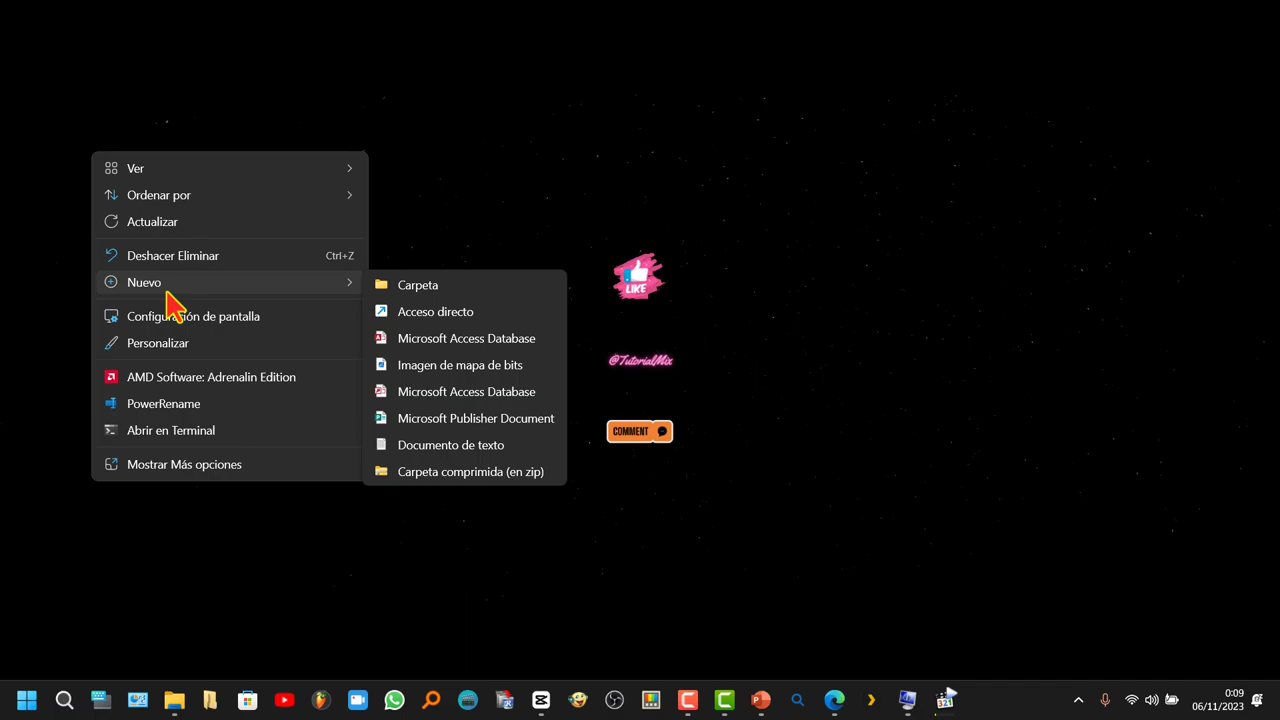 Ver
Ordenar por
Actualizar
Deshacer Eliminar Ctrl+Z
Nuevo
Configuración de pantalla
Personalizar
AMD Software: Adrenalin Edition
PowerRename
Abrir en Terminal
Mostrar Más opciones
Carpeta
Acceso directo
Microsoft Access Database
Imagen de mapa de bits
Microsoft Access Database
Microsoft Publisher Document
Documento de texto
Carpeta comprimida (en zip)
LIKE
@TutorialMix
COMMENT
321
0:09
06/11/2023